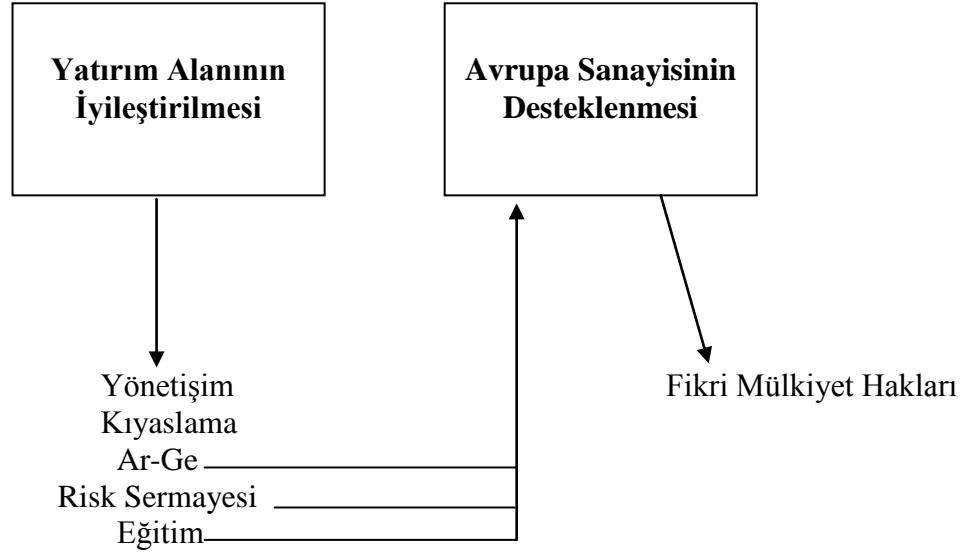 Yatırım Alanının
İyileştirilmesi
Avrupa Sanayisinin
Desteklenmesi
Yönetişim
Kıyaslama
Ar-Ge
Risk Sermayesi
Eğitim
Fikri Mülkiyet Hakları